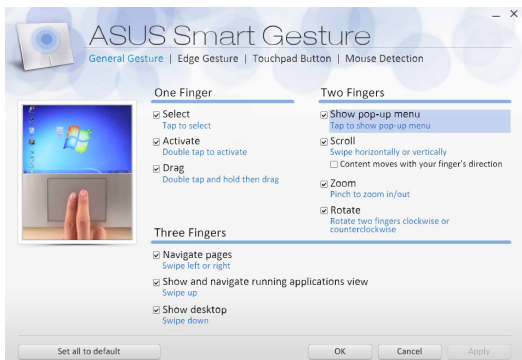 ASUS Smart Gesture
General Gesture | Edge Gesture | Touchpad Button | Mouse Detection
One Finger
Select
Tap to select
Activate
Double tap to activate
Drag
Double tap and hold then drag
Two Fingers
Show pop-up menu
Tap to show pop-up menu
Scroll
Swipe horizontally or vertically
Content moves with your finger's direction
Zoom
Pinch to zoom in/out
Rotate
Rotate two fingers clockwise or
counterclockwise
Three Fingers
Navigate pages
Swipe left or right
Show and navigate running applications view
Swipe up
Show desktop
Swipe down
Set all to default
OK
Cancel
Apply